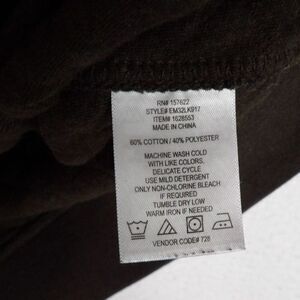 RN# 157622
STYLE# EM32LK917
ITEM# 1628553
MADE IN CHINA
60% COTTON / 40% POLYESTER
MACHINE WASH COLD
WITH LIKE COLORS,
DELICATE CYCLE
USE MILD DETERGENT
ONLY NON-CHLORINE BLEACH
IF REQUIRED
TUMBLE DRY LOW
WARM IRON IF NEEDED
VENDOR CODE# 728